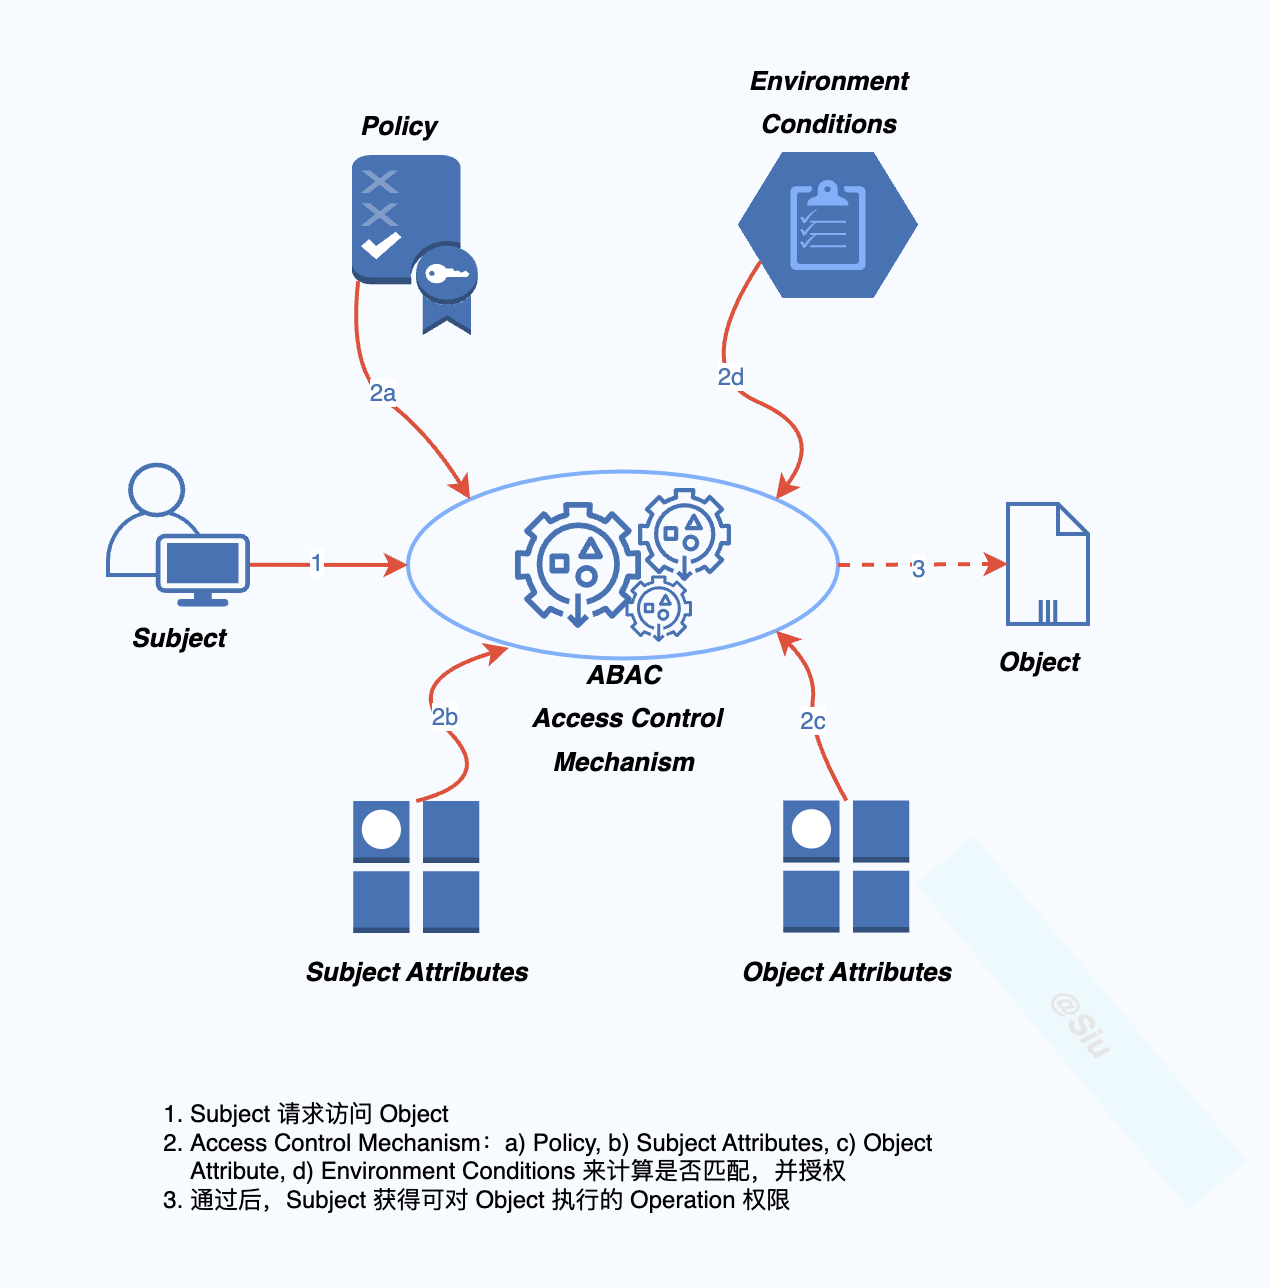 Environment
Conditions
Policy
2d
2a
1
3
Subject
Object
ABAC
Access Control
Mechanism
2b
2c
Subject Attributes
Object Attributes
@Siu
1. Subject 请求访问 Object
2. Access Control Mechanism：a) Policy, b) Subject Attributes, c) Object
Attribute, d) Environment Conditions 来计算是否匹配，并授权
3. 通过后，Subject 获得可对 Object 执行的 Operation 权限